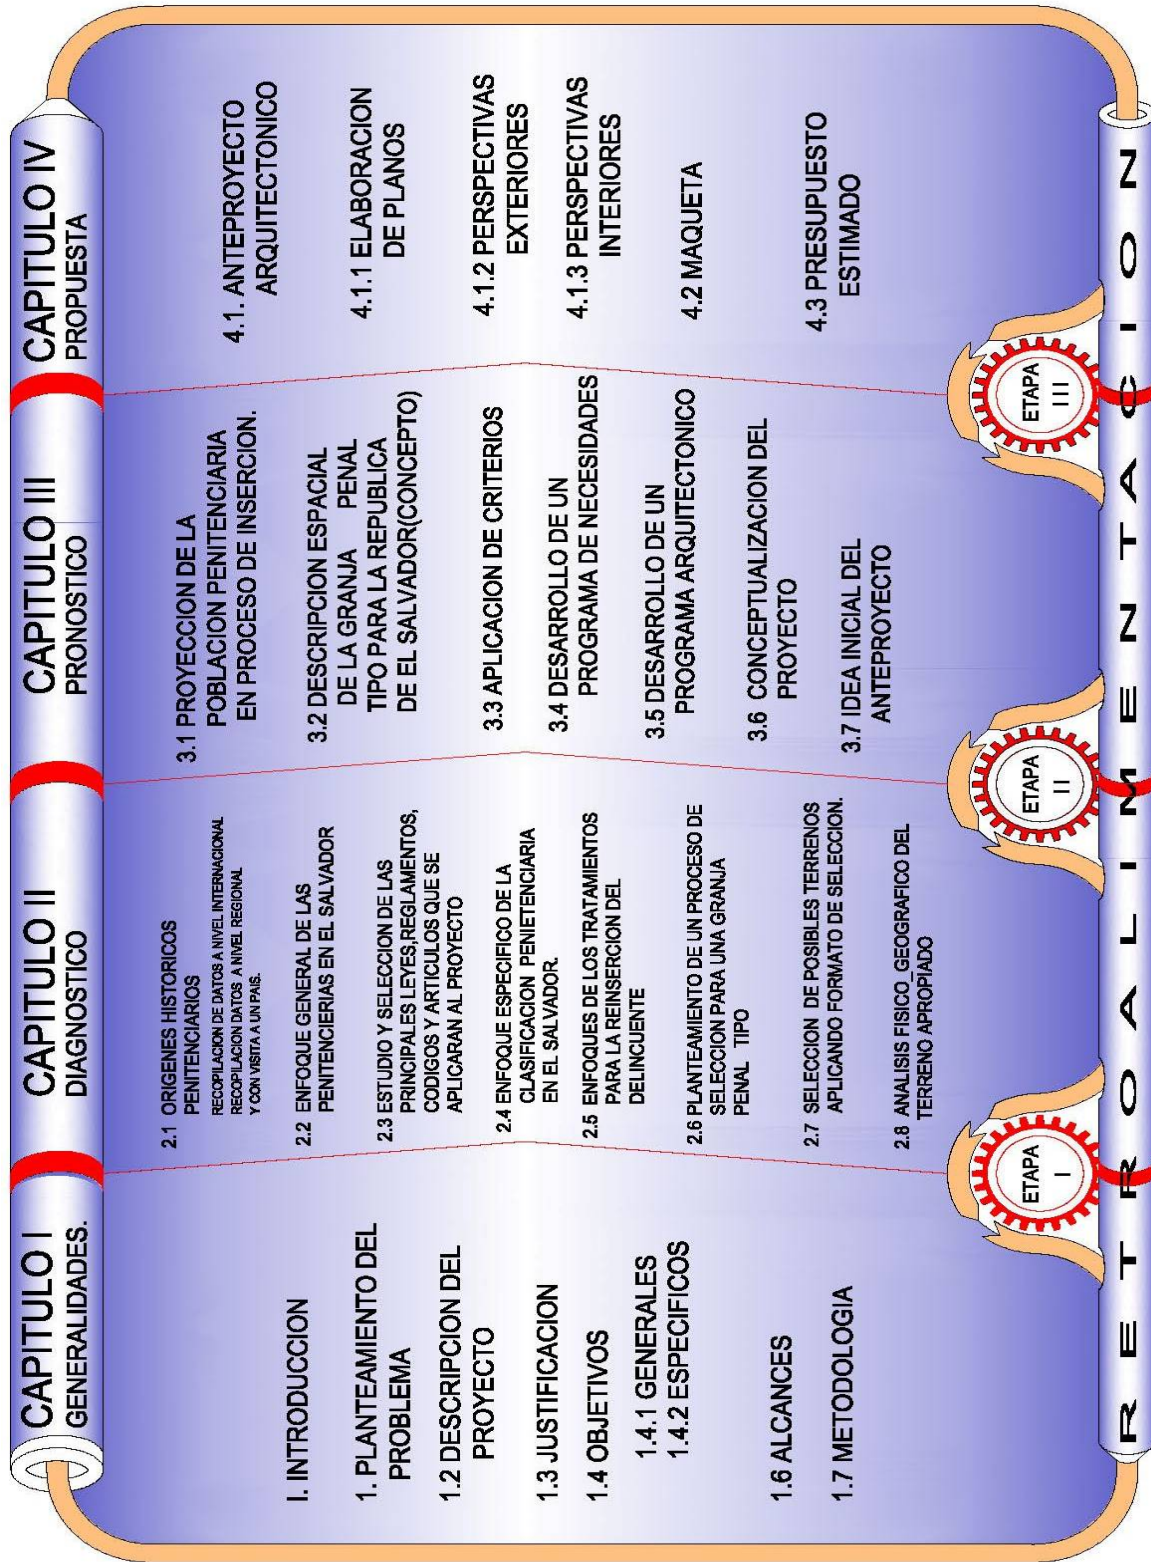 CAPITULO I
GENERALIDADES.
I. INTRODUCCION
1. PLANTEAMIENTO DEL
PROBLEMA
1.2 DESCRIPCION DEL
PROYECTO
1.3 JUSTIFICACION
1.4 OBJETIVOS
1.4.1 GENERALES
1.4.2 ESPECIFICOS
1.6 ALCANCES
1.7 METODOLOGIA
CAPITULO II
DIAGNOSTICO
2.1 ORIGENES HISTORICOS
PENITENCIARIOS
RECOPILACION DE DATOS A NIVEL INTERNACIONAL
RECOPILACION DATOS A NIVEL REGIONAL
Y CON VISITA A UN PAIS.
2.2 ENFOQUE GENERAL DE LAS
PENITENCIERIAS EN EL SALVADOR
2.3 ESTUDIO Y SELECCION DE LAS
PRINCIPALES LEYES,REGLAMENTOS,
CODIGOS Y ARTICULOS QUE SE
APLICARAN AL PROYECTO
2.4 ENFOQUE ESPECIFICO DE LA
CLASIFICACION PENIETENCIARIA
EN EL SALVADOR.
2.5 ENFOQUES DE LOS TRATAMIENTOS
PARA LA REINSERCION DEL
DELINCUENTE
2.6 PLANTEAMIENTO DE UN PROCESO DE
SELECCION PARA UNA GRANJA
PENAL TIPO
2.7 SELECCION DE POSIBLES TERRENOS
APLICANDO FORMATO DE SELECCION.
2.8 ANALISIS FISICO_GEOGRAFICO DEL
TERRENO APROPIADO
CAPITULO III
PRONOSTICO
3.1 PROYECCION DE LA
POBLACION PENITENCIARIA
EN PROCESO DE INSERCION.
3.2 DESCRIPCION ESPACIAL
DE LA GRANJA PENAL
TIPO PARA LA REPUBLICA
DE EL SALVADOR(CONCEPTO)
3.3 APLICACION DE CRITERIOS
3.4 DESARROLLO DE UN
PROGRAMA DE NECESIDADES
3.5 DESARROLLO DE UN
PROGRAMA ARQUITECTONICO
3.6 CONCEPTUALIZACION DEL
PROYECTO
3.7 IDEA INICIAL DEL
ANTEPROYECTO
CAPITULO IV
PROPUESTA
4.1. ANTEPROYECTO
ARQUITECTONICO
4.1.1 ELABORACION
DE PLANOS
4.1.2 PERSPECTIVAS
EXTERIORES
4.1.3 PERSPECTIVAS
INTERIORES
4.2 MAQUETA
4.3 PRESUPUESTO
ESTIMADO
ETAPA
I
ETAPA
II
ETAPA
III
RETROALIMENTACION